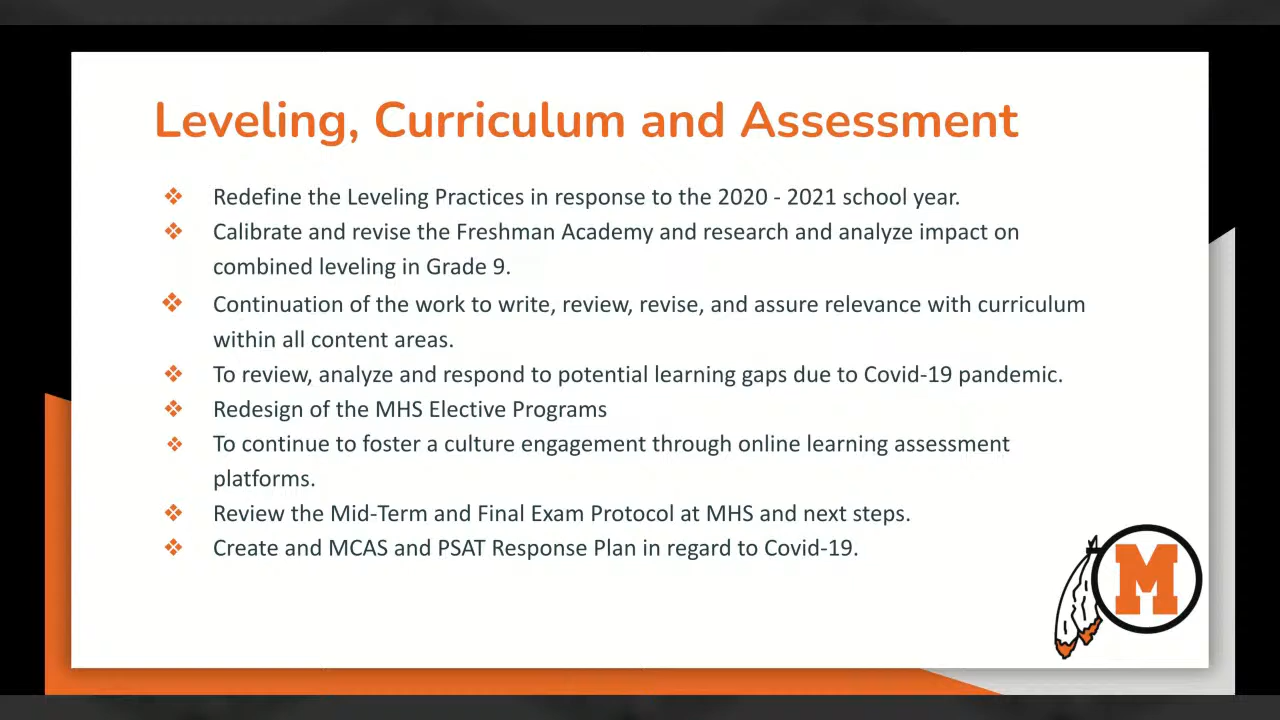 Leveling, Curriculum and Assessment
❖ Redefine the Leveling Practices in response to the 2020 - 2021 school year.
❖ Calibrate and revise the Freshman Academy and research and analyze impact on
combined leveling in Grade 9.
❖ Continuation of the work to write, review, revise, and assure relevance with curriculum
within all content areas.
❖ To review, analyze and respond to potential learning gaps due to Covid-19 pandemic.
❖ Redesign of the MHS Elective Programs
❖ To continue to foster a culture engagement through online learning assessment
platforms.
❖ Review the Mid-Term and Final Exam Protocol at MHS and next steps.
❖ Create and MCAS and PSAT Response Plan in regard to Covid-19.
M